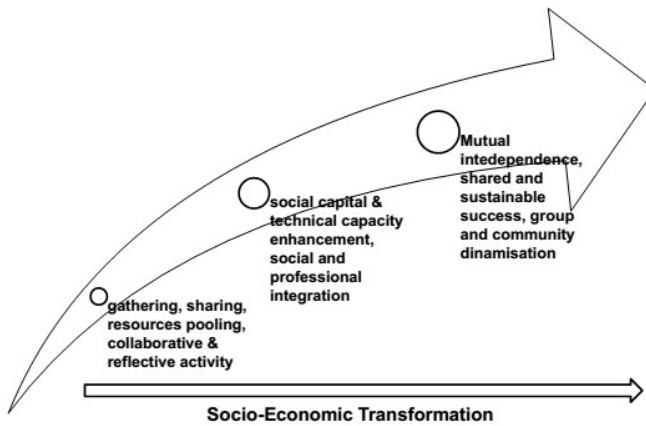 Mutual
intedependence,
shared and
sustainable
success, group
and community
dinamisation
social capital &
technical capacity
enhancement,
social and
professional
integration
gathering, sharing,
resources pooling,
collaborative &
reflective activity
Socio-Economic Transformation